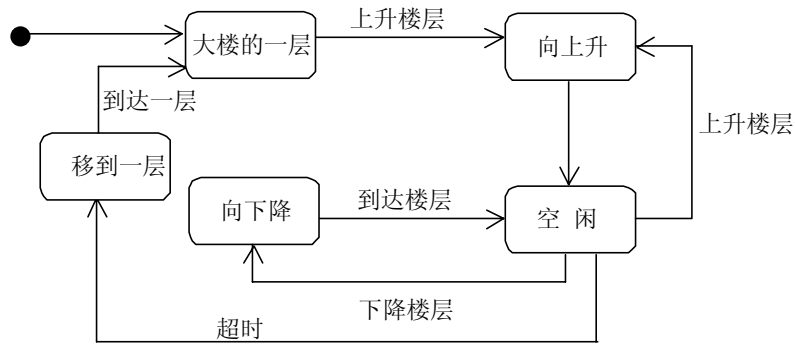 上升楼层
大楼的一层
向上升
到达一层
上升楼层
移到一层
到达楼层
向下降
空 闲
下降楼层
超时